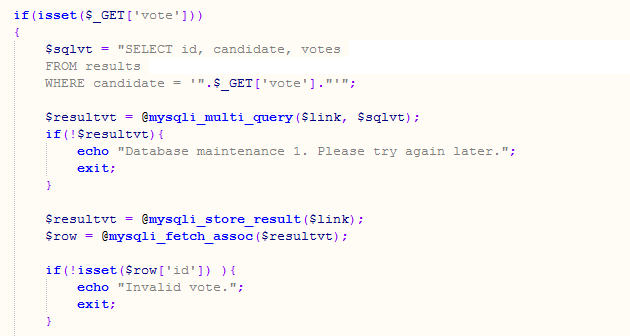 if(isset($_GET['vote']))
{
$sqlvt = "SELECT id, candidate, votes
FROM results
WHERE candidate = '".$_GET['vote']."'";
$resultvt = @mysqli_multi_query($link, $sqlvt);
if(!$resultvt){
echo "Database maintenance 1. Please try again later.";
exit;
}
$resultvt = @mysqli_store_result($link);
$row = @mysqli_fetch_assoc($resultvt);
if(!isset($row['id']) ){
echo "Invalid vote.";
exit;
}